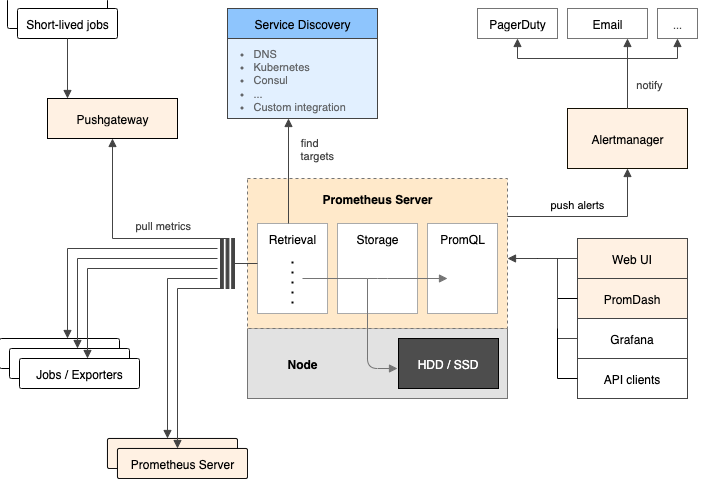 Short-lived jobs
Pushgateway
Service Discovery
• DNS
• Kubernetes
• Consul
• ...
• Custom integration
find
targets
PagerDuty
Email
...
notify
Alertmanager
push alerts
pull metrics
Prometheus Server
Retrieval
Storage
PromQL
Node
HDD / SSD
Web UI
PromDash
Grafana
API clients
Jobs / Exporters
Prometheus Server